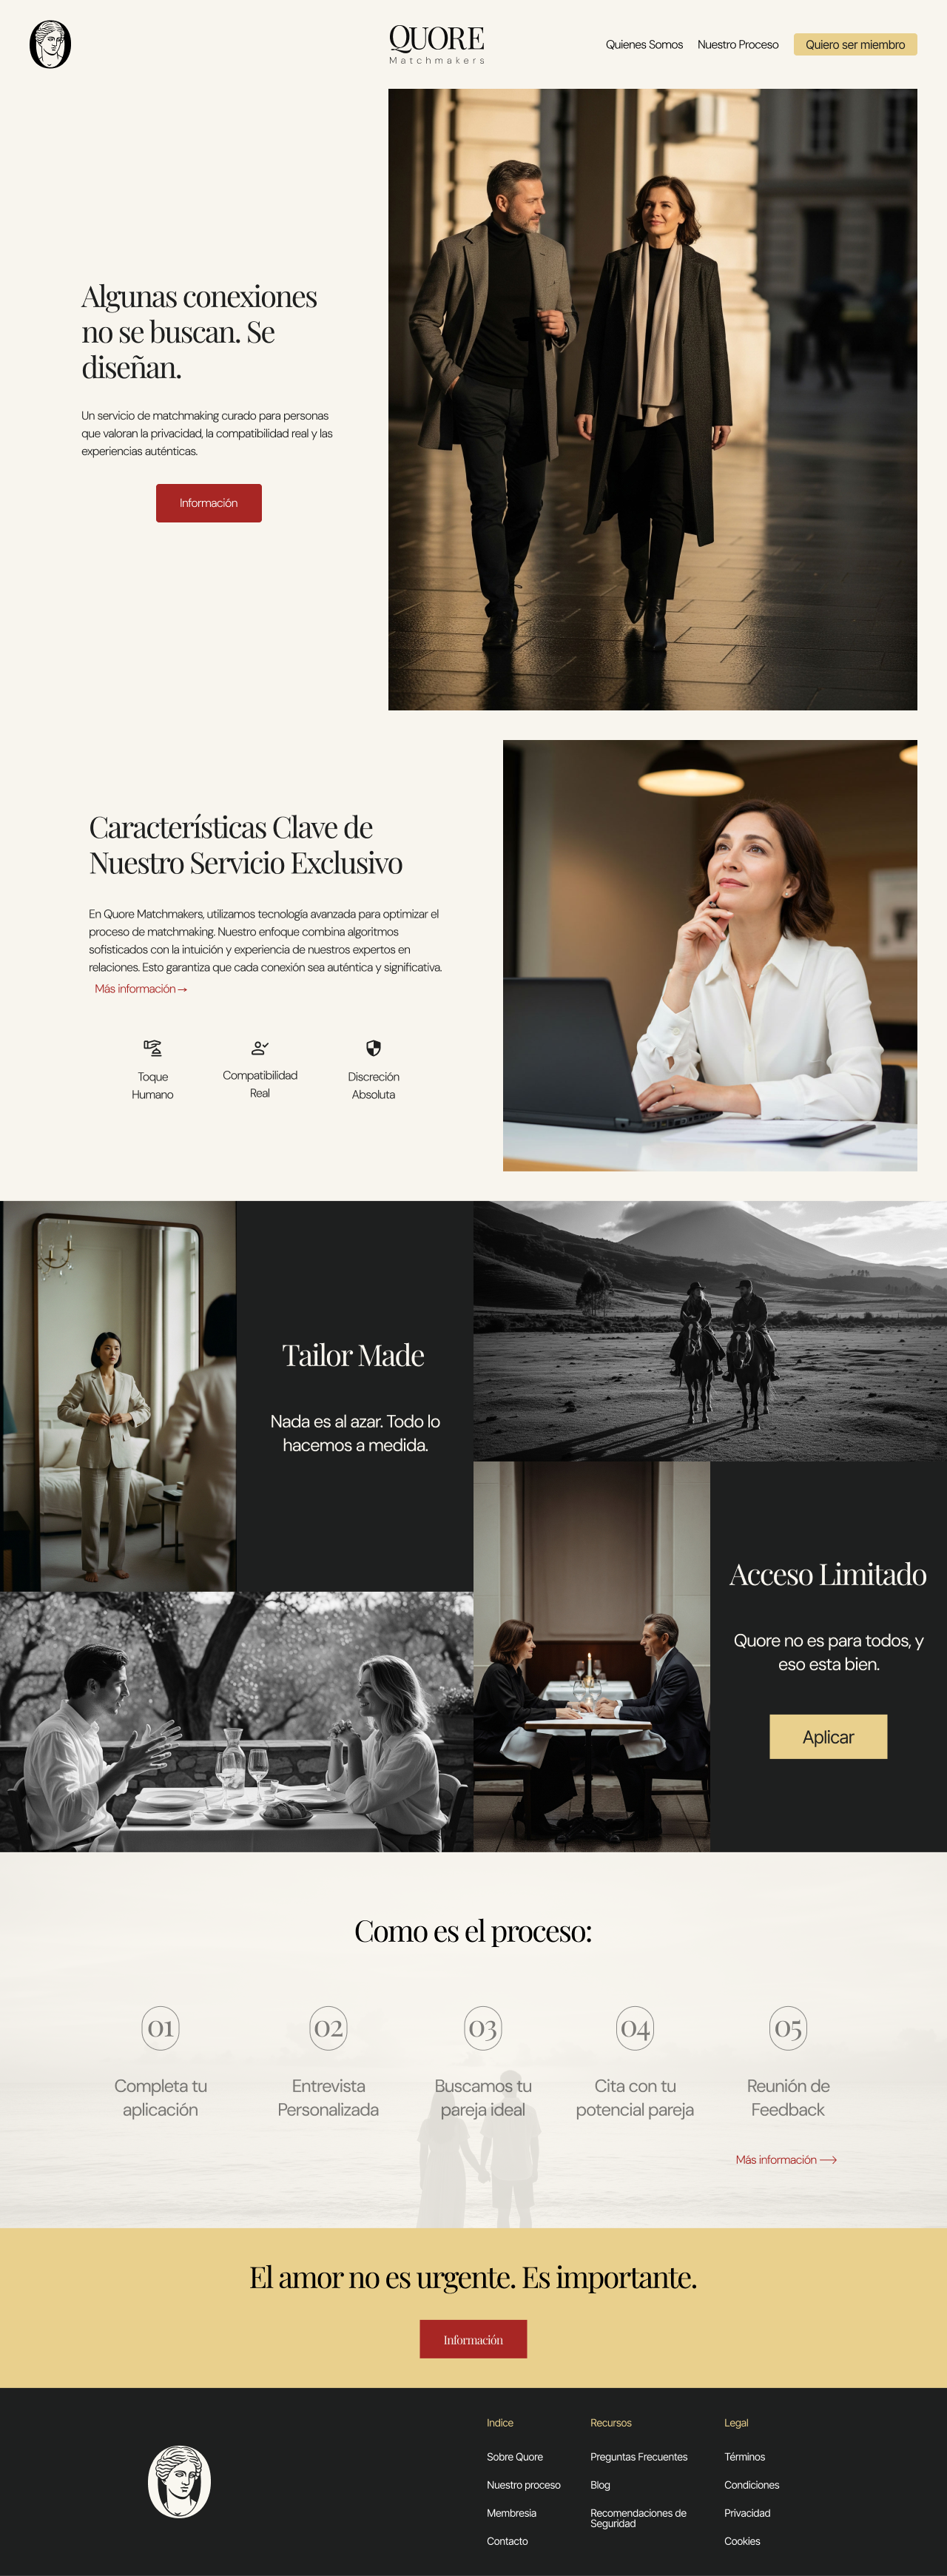 QUORE
Matchmakers
Quienes Somos
Nuestro Proceso
Quiero ser miembro
Algunas conexiones
no se buscan. Se
diseñan.
Un servicio de matchmaking curado para personas
que valoran la privacidad, la compatibilidad real y las
experiencias auténticas.
Información
Características Clave de
Nuestro Servicio Exclusivo
En Quore Matchmakers, utilizamos tecnología avanzada para optimizar el
proceso de matchmaking. Nuestro enfoque combina algoritmos
sofisticados con la intuición y experiencia de nuestros expertos en
relaciones. Esto garantiza que cada conexión sea auténtica y significativa.
Más información →
Toque
Humano
Compatibilidad
Real
Discreción
Absoluta
Tailor Made
Nada es al azar. Todo lo
hacemos a medida.
Acceso Limitado
Quore no es para todos, y
eso esta bien.
Aplicar
Como es el proceso:
01
Completa tu
aplicación
02
Entrevista
Personalizada
03
Buscamos tu
pareja ideal
04
Cita con tu
potencial pareja
05
Reunión de
Feedback
Más información →
El amor no es urgente. Es importante.
Información
Indice
Sobre Quore
Nuestro proceso
Membresia
Contacto
Recursos
Preguntas Frecuentes
Blog
Recomendaciones de
Seguridad
Legal
Términos
Condiciones
Privacidad
Cookies